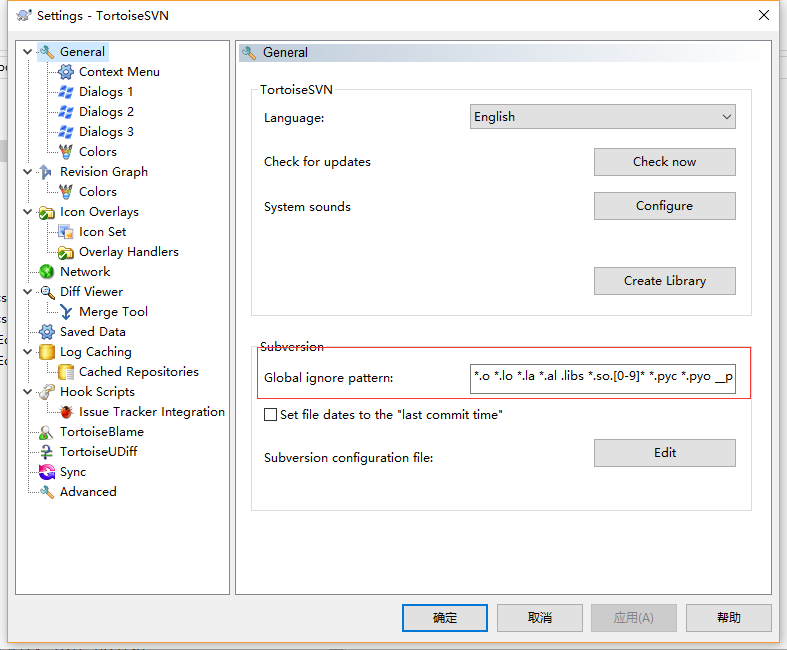 Settings - TortoiseSVN
General
Context Menu
Dialogs 1
Dialogs 2
Dialogs 3
Colors
Revision Graph
Colors
Icon Overlays
Icon Set
Overlay Handlers
Network
Diff Viewer
Merge Tool
Saved Data
Log Caching
Cached Repositories
Hook Scripts
Issue Tracker Integration
TortoiseBlame
TortoiseUDiff
Sync
Advanced
General
TortoiseSVN
Language: English
Check for updates Check now
System sounds Configure
Create Library
Subversion
Global ignore pattern: *.o *.lo *.la *.al .libs *.so.[0-9]* *.pyc *.pyo __p
Set file dates to the "last commit time"
Subversion configuration file: Edit
确定 取消 应用(A) 帮助